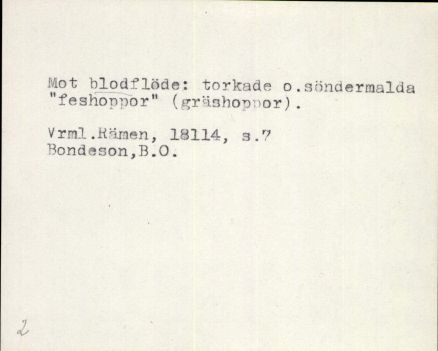 Mot blodflöde: torkade o.söndermalda
"feshoppor" (gräshoppor).
Vrml.Rämen, 18114, s.7
Bondeson,B.O.
2